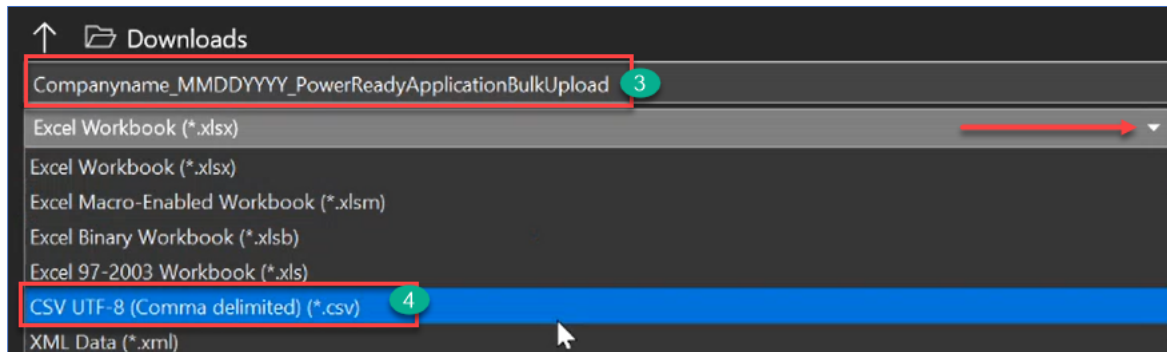 Downloads
Companyname_MMDDYYYY_PowerReadyApplicationBulkUpload 3
Excel Workbook (*.xlsx)
Excel Workbook (*.xlsx)
Excel Macro-Enabled Workbook (*.xlsm)
Excel Binary Workbook (*.xlsb)
Excel 97-2003 Workbook (*.xls)
CSV UTF-8 (Comma delimited) (*.csv) 4
XML Data (*.xml)